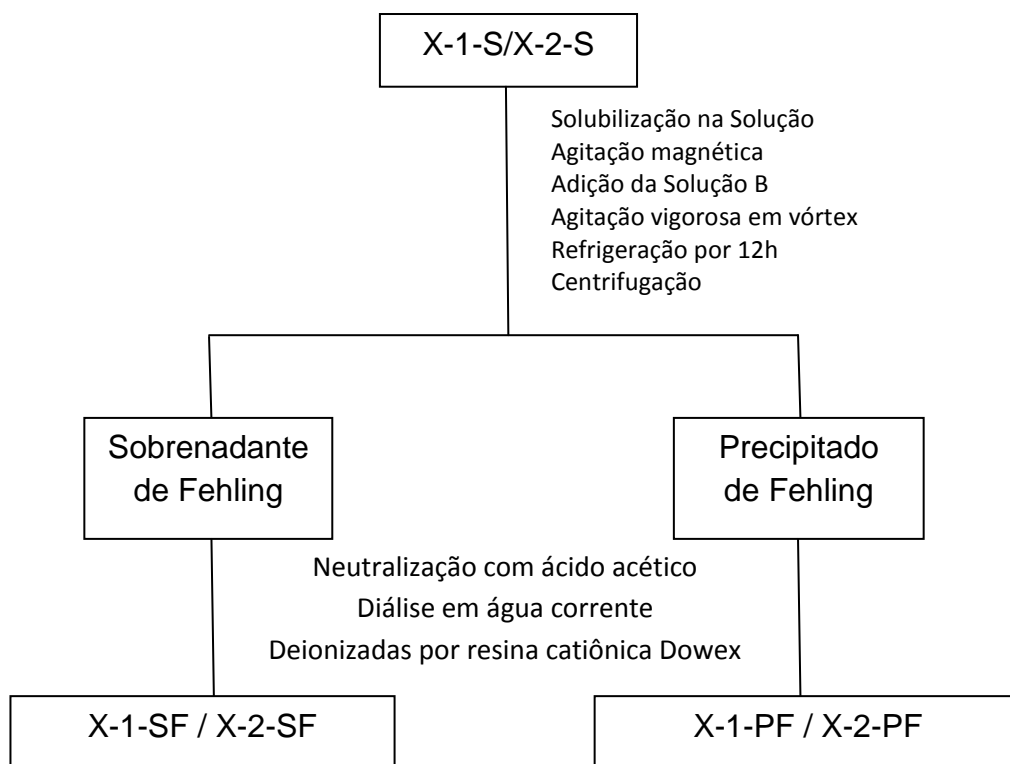 X-1-S/X-2-S
Solubilização na Solução
Agitação magnética
Adição da Solução B
Agitação vigorosa em vórtex
Refrigeração por 12h
Centrifugação
Sobrenadante
de Fehling
Precipitado
de Fehling
Neutralização com ácido acético
Diálise em água corrente
Deionizadas por resina catiônica Dowex
X-1-SF / X-2-SF
X-1-PF / X-2-PF